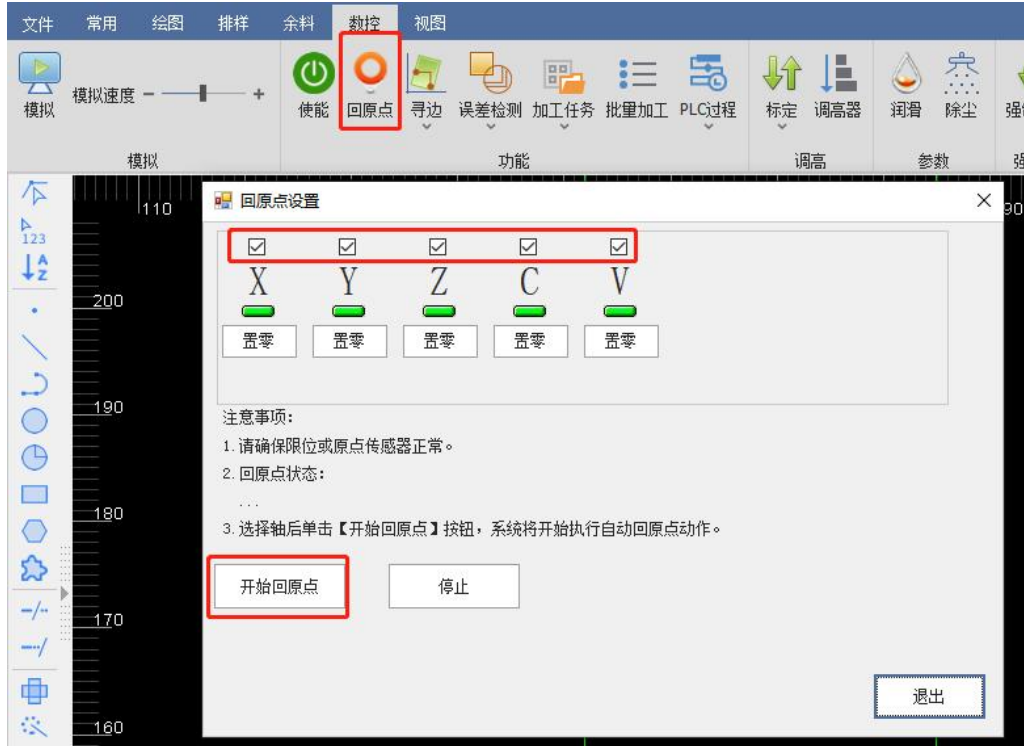 文件 常用 绘图 排样 余料 数控 视图
模拟 模拟速度 - + 使能 回原点 寻边 误差检测 加工任务 批量加工 PLC过程 标定 调高器 润滑 除尘
模拟 功能 调高 参数
110
回原点设置
123
A
Z
X Y Z C V
200
置零 置零 置零 置零 置零
190
注意事项:
1. 请确保限位或原点传感器正常。
2. 回原点状态:
...
180
3. 选择轴后单击【开始回原点】按钮，系统将开始执行自动回原点动作。
开始回原点 停止
170
退出
160